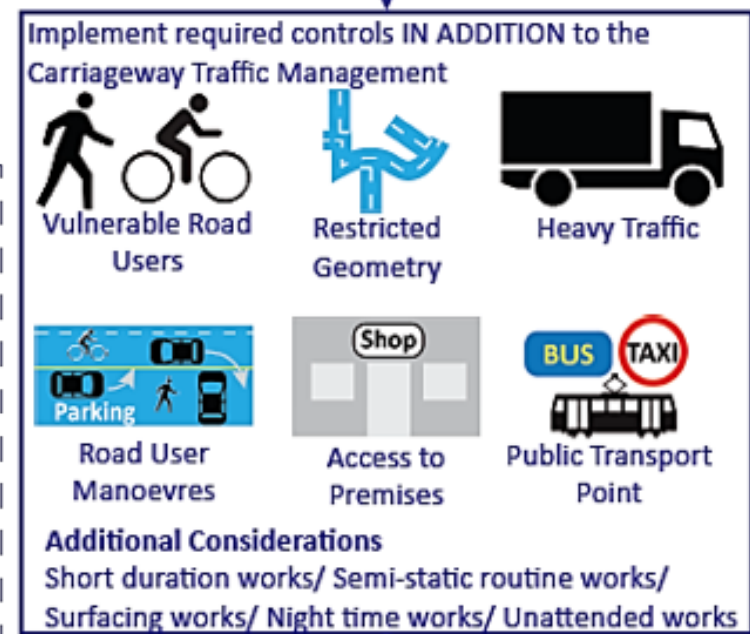 Implement required controls IN ADDITION to the
Carriageway Traffic Management
Vulnerable Road
Users
Restricted
Geometry
Heavy Traffic
Parking
Shop
BUS
TAXI
Road User
Manoevres
Access to
Premises
Public Transport
Point
Additional Considerations
Short duration works/ Semi-static routine works/
Surfacing works/ Night time works/ Unattended works